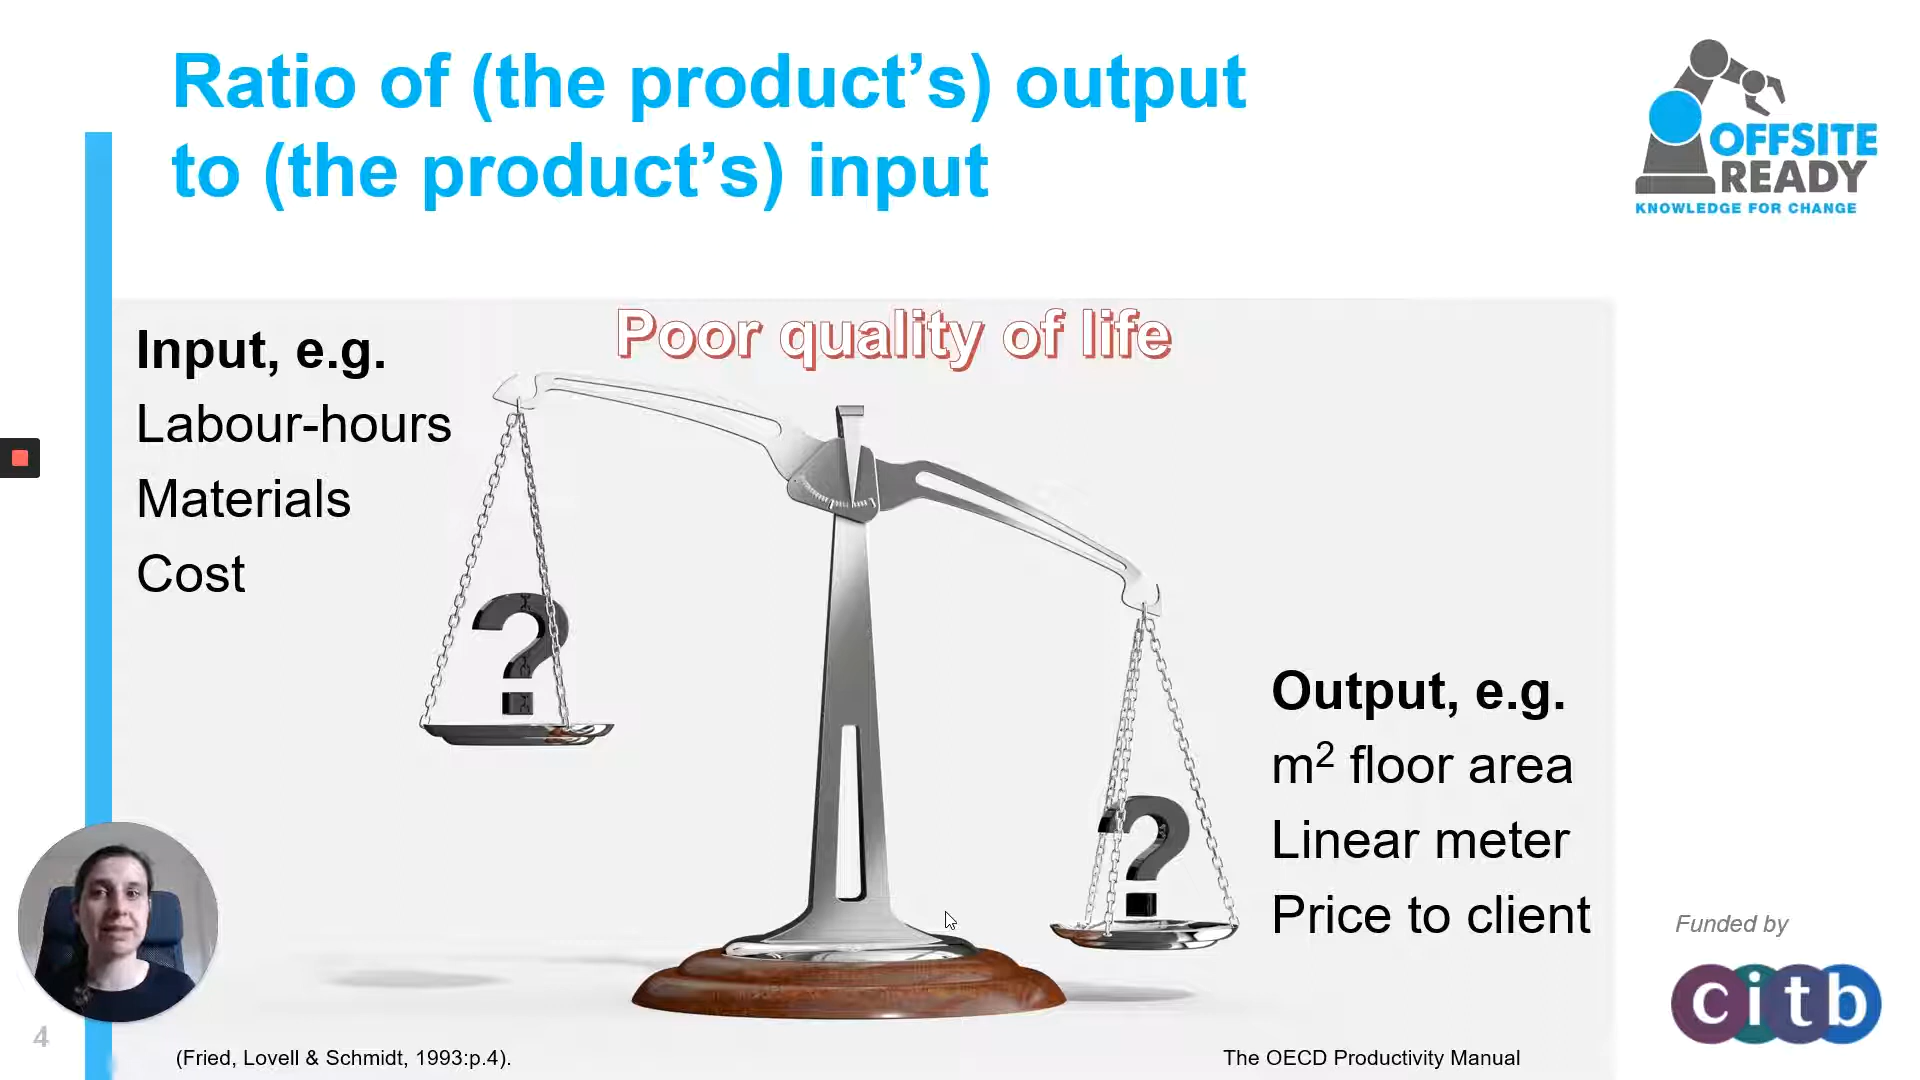 Ratio of (the product’s) output
to (the product’s) input
OFFSITE
READY
KNOWLEDGE FOR CHANGE
Poor quality of life
Input, e.g.
Labour-hours
Materials
Cost
?
?
Output, e.g.
m² floor area
Linear meter
Price to client
Funded by
citb
4
(Fried, Lovell & Schmidt, 1993:p.4).
The OECD Productivity Manual